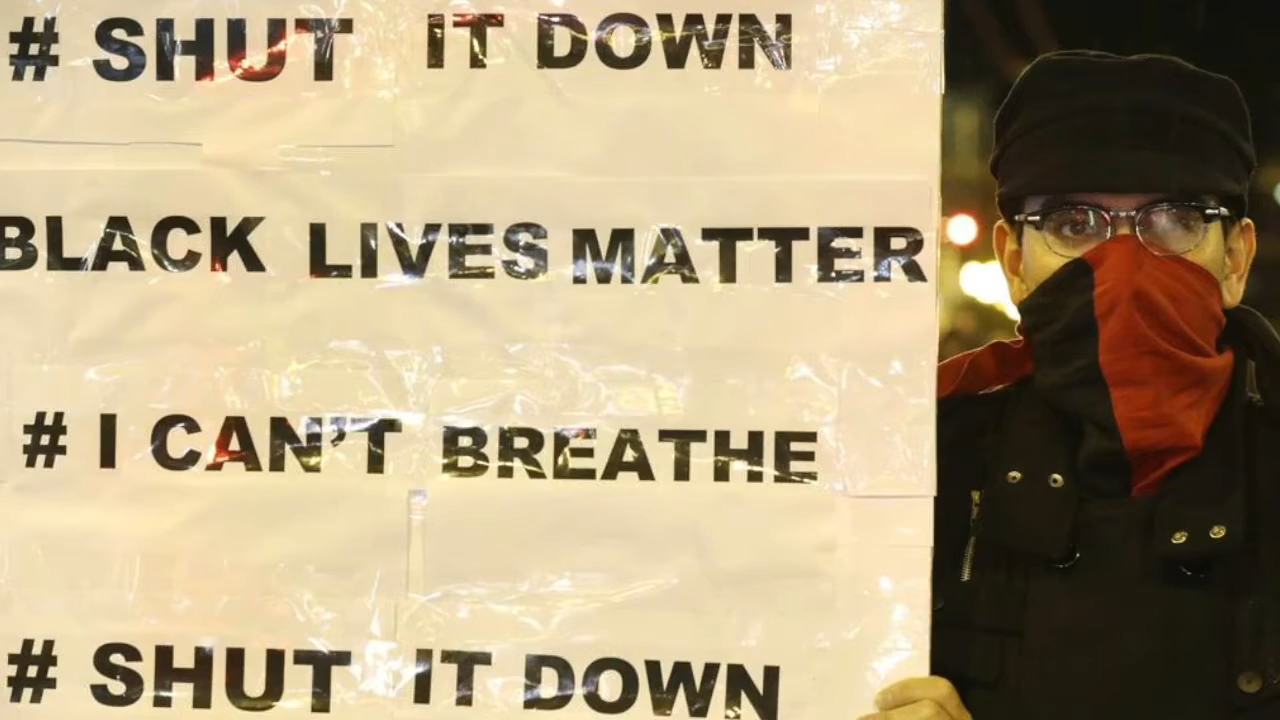 # SHUT IT DOWN
BLACK LIVES MATTER
# I CAN'T BREATHE
# SHUT IT DOWN